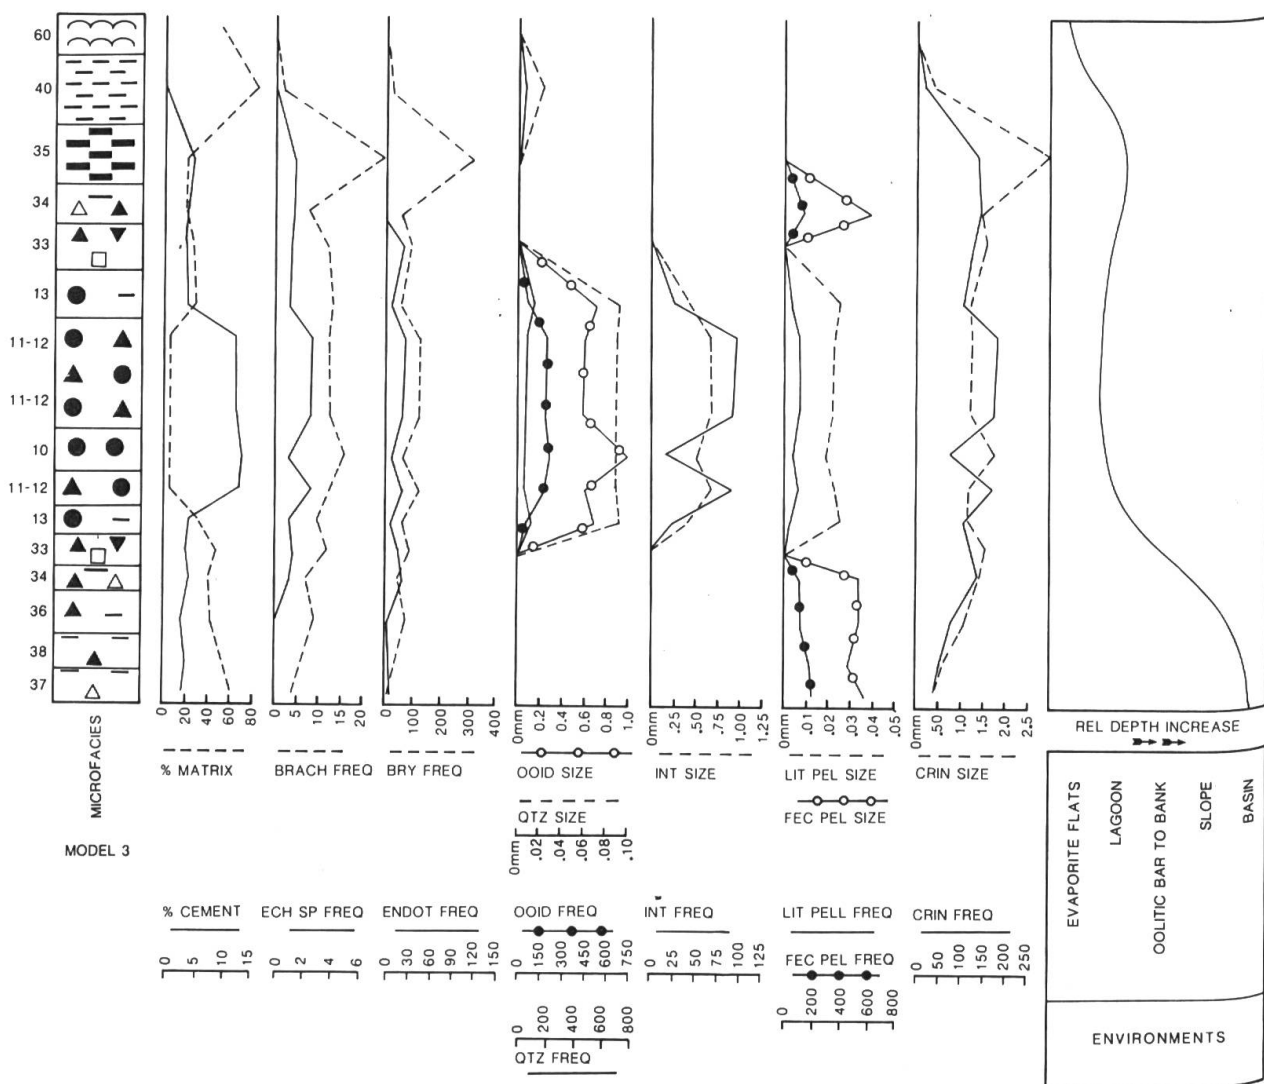 60
40
35
34
33
13
11-12
11-12
10
11-12
13
33
34
36
38
37
MICROFACIES
MODEL 3
0 20 40 60 80
% MATRIX
% CEMENT
0 5 10 15
0 5 10 15 20
BRACH FREQ
ECH SP FREQ
0 2 4 6
0 100 200 300 400
BRY FREQ
ENDOT FREQ
0 30 60 90 120 150
0mm 0.2 0.6 0.8 1.0
OOID SIZE
QTZ SIZE
0mm .02 .04 .06 .08 .10
OOID FREQ
0 150 300 450 600 750
0 200 400 600 800
QTZ FREQ
0mm .25 .50 .75 1.00 1.25
INT SIZE
INT FREQ
0 25 50 75 100 125
0mm .01 .02 .03 .04 .05
LIT PEL SIZE
FEC PEL SIZE
LIT PELL FREQ
FEC PEL FREQ
0 200 400 600 800
0mm .50 1.0 1.5 2.0 2.5
CRIN SIZE
CRIN FREQ
0 50 100 150 200 250
REL DEPTH INCREASE
EVAPORITE FLATS
LAGOON
OOLITIC BAR TO BANK
SLOPE
BASIN
ENVIRONMENTS